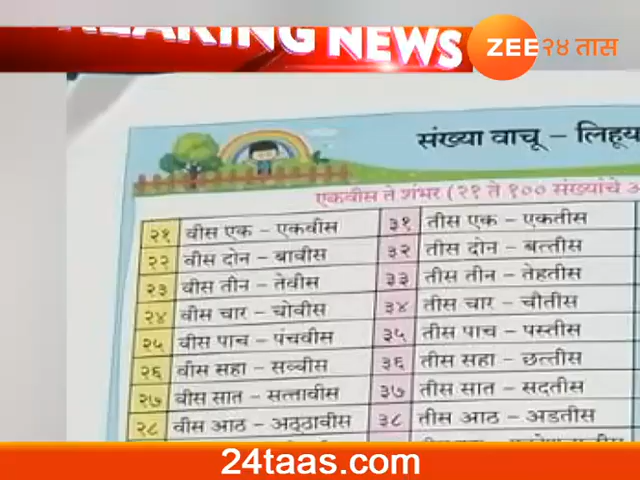 BREAKING NEWS
ZEE २४ तास
संख्या वाचू – लिहूया
एकवीस ते शंभर (२१ ते १०० संख्यांचे
२१ वीस एक – एकवीस ३१ तीस एक – एकतीस
२२ वीस दोन – बावीस ३२ तीस दोन – बत्तीस
२३ वीस तीन – तेवीस ३३ तीस तीन – तेहतीस
२४ वीस चार – चोवीस ३४ तीस चार – चौतीस
२५ वीस पाच – पंचवीस ३५ तीस पाच – पस्तीस
२६ वीस सहा – सव्वीस ३६ तीस सहा – छत्तीस
२७ वीस सात – सत्तावीस ३७ तीस सात – सदतीस
२८ वीस आठ – अठ्ठावीस ३८ तीस आठ – अडतीस
24taas.com